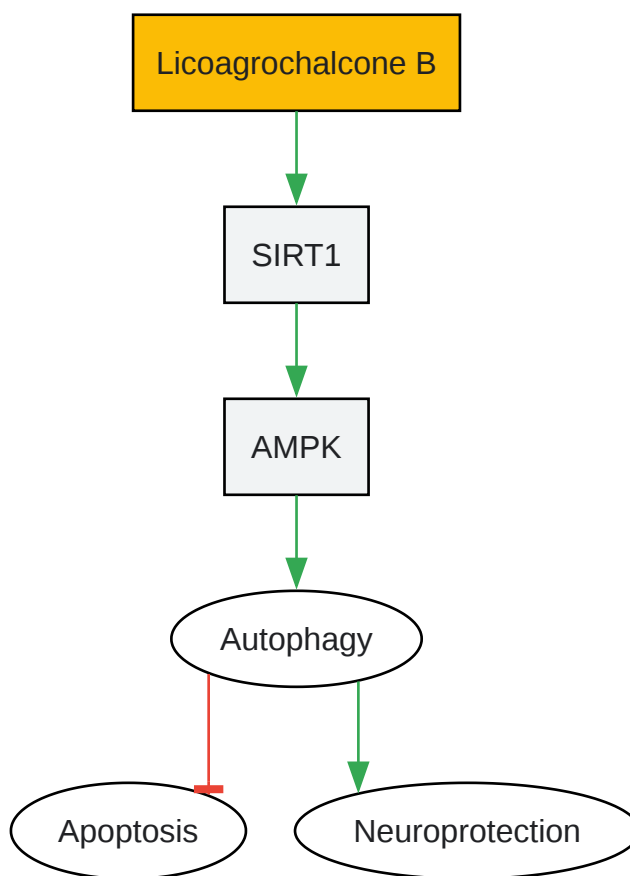 Licoagrochalcone B
SIRT1
AMPK
Autophagy
Apoptosis
Neuroprotection